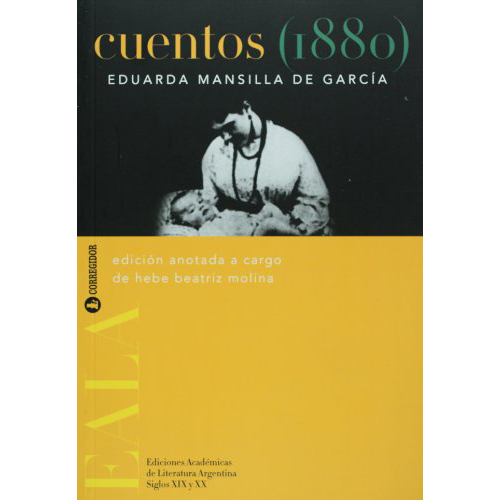 cuentos (1880)
EDUARDA MANSILLA DE GARCÍA
edición anotada a cargo
de hebe beatriz molina
CORREGIDOR
EALA
Ediciones Académicas
de Literatura Argentina
Siglos XIX y XX